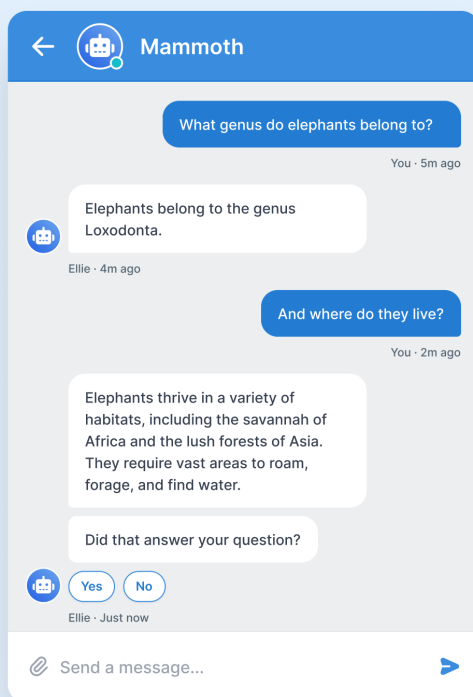 Mammoth
What genus do elephants belong to?
You · 5m ago
Elephants belong to the genus
Loxodonta.
Ellie · 4m ago
And where do they live?
You · 2m ago
Elephants thrive in a variety of
habitats, including the savannah of
Africa and the lush forests of Asia.
They require vast areas to roam,
forage, and find water.
Did that answer your question?
Yes No
Ellie · Just now
Send a message...